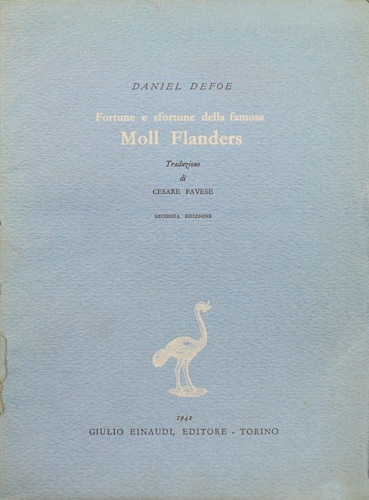 DANIEL DEFOE
Fortune e sfortune della famosa
Moll Flanders
Traduzione
di
CESARE PAVESE
SECONDA EDIZIONE
1942
GIULIO EINAUDI, EDITORE - TORINO